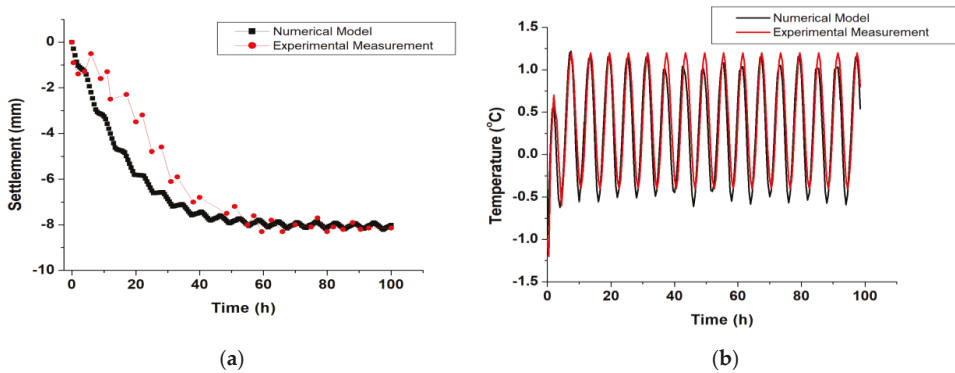 Numerical Model
Experimental Measurement
0
-2
-4
-6
-8
-10
Settlement (mm)
0 20 40 60 80 100
Time (h)
(a)
Numerical Model
Experimental Measurement
1.5
1.0
0.5
0.0
-0.5
-1.0
-1.5
Temperature (°C)
0 20 40 60 80 100
Time (h)
(b)